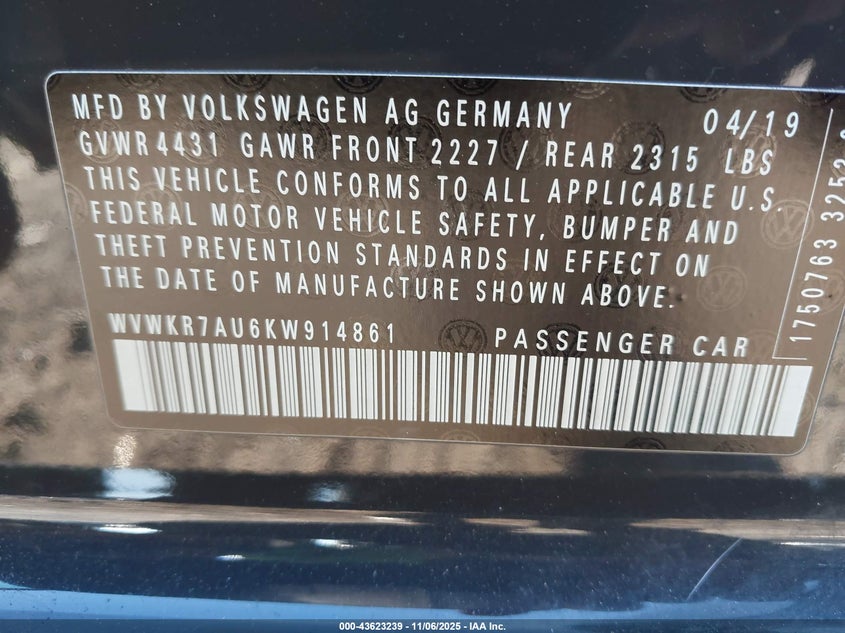 MFD BY VOLKSWAGEN AG GERMANY 04/19
GVWR 4431 GAWR FRONT 2227 / REAR 2315 LBS
THIS VEHICLE CONFORMS TO ALL APPLICABLE U.S.
FEDERAL MOTOR VEHICLE SAFETY, BUMPER AND
THEFT PREVENTION STANDARDS IN EFFECT ON
THE DATE OF MANUFACTURE SHOWN ABOVE.
WVWKR7AU6KW914861 PASSENGER CAR
1750763
000-43623239 - 11/06/2025 - IAA Inc.